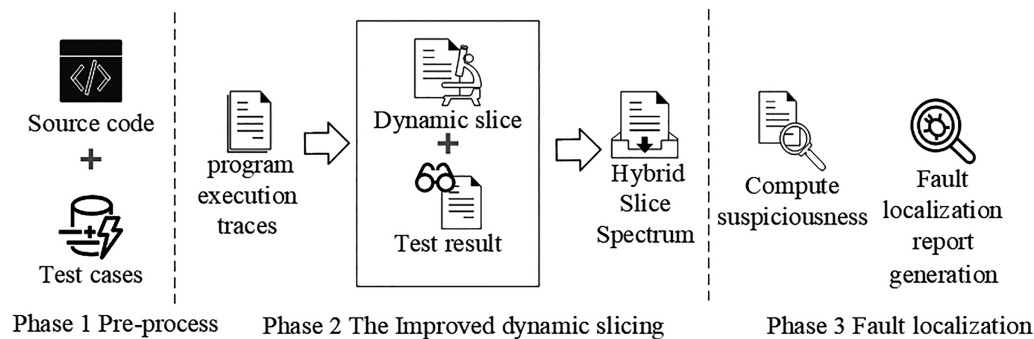 Source code
+
Test cases
Phase 1 Pre-process
program
execution
traces
Dynamic slice
+
Test result
Hybrid
Slice
Spectrum
Phase 2 The Improved dynamic slicing
Compute
suspiciousness
Fault
localization
report
generation
Phase 3 Fault localization